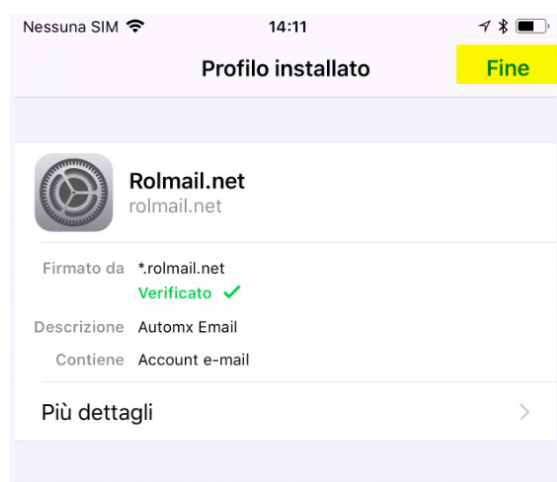 Nessuna SIM 14:11
Profilo installato Fine
Rolmail.net
rolmail.net
Firmato da *.rolmail.net
Verificato ✓
Descrizione Automx Email
Contiene Account e-mail
Più dettagli